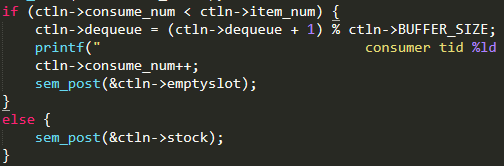 if (ctln->consume_num < ctln->item_num) {
    ctln->dequeue = (ctln->dequeue + 1) % ctln->BUFFER_SIZE;
    printf("                                 consumer tid %ld
    ctln->consume_num++;
    sem_post(&ctln->emptyslot);
}
else {
    sem_post(&ctln->stock);
}